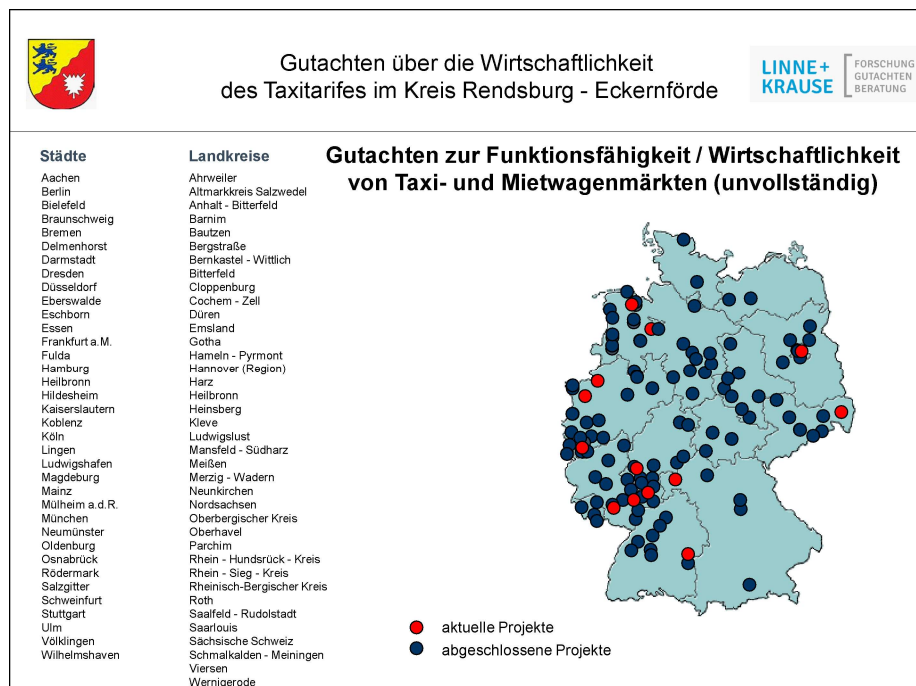 Gutachten über die Wirtschaftlichkeit
des Taxitarifes im Kreis Rendsburg - Eckernförde
LINNE+
KRAUSE
FORSCHUNG
GUTACHTEN
BERATUNG
Gutachten zur Funktionsfähigkeit / Wirtschaftlichkeit
von Taxi- und Mietwagenmärkten (unvollständig)
Städte
Aachen
Berlin
Bielefeld
Braunschweig
Bremen
Delmenhorst
Darmstadt
Dresden
Düsseldorf
Eberswalde
Eschborn
Essen
Frankfurt a.M.
Fulda
Hamburg
Heilbronn
Hildesheim
Kaiserslautern
Koblenz
Köln
Lingen
Ludwigshafen
Magdeburg
Mainz
Mülheim a.d.R.
München
Neumünster
Oldenburg
Osnabrück
Rödermark
Salzgitter
Schweinfurt
Stuttgart
Ulm
Völklingen
Wilhelmshaven
Landkreise
Ahrweiler
Altmarkkreis Salzwedel
Anhalt - Bitterfeld
Barnim
Bautzen
Bergstraße
Bernkastel - Wittlich
Bitterfeld
Cloppenburg
Cochem - Zell
Düren
Emsland
Gotha
Hameln - Pyrmont
Hannover (Region)
Harz
Heilbronn
Heinsberg
Kleve
Ludwigslust
Mansfeld - Südharz
Meißen
Merzig - Wadern
Neunkirchen
Nordsachsen
Oberbergischer Kreis
Oberhavel
Parchim
Rhein - Hundsrück - Kreis
Rhein - Sieg - Kreis
Rheinisch-Bergischer Kreis
Roth
Saalfeld - Rudolstadt
Saarlouis
Sächsische Schweiz
Schmalkalden - Meiningen
Viersen
Wernigerode
aktuelle Projekte
abgeschlossene Projekte